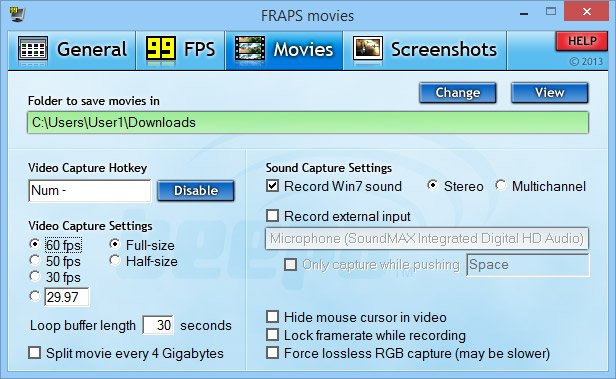 FRAPS movies
General
99 FPS
Movies
Screenshots
HELP
© 2013
Folder to save movies in
Change
View
C:\Users\User1\Downloads
Video Capture Hotkey
Num -
Disable
Video Capture Settings
60 fps
Full-size
50 fps
Half-size
30 fps
29.97
Loop buffer length 30 seconds
Split movie every 4 Gigabytes
Sound Capture Settings
Record Win7 sound
Stereo
Multichannel
Record external input
Microphone (SoundMAX Integrated Digital HD Audio)
Only capture while pushing Space
Hide mouse cursor in video
Lock framerate while recording
Force lossless RGB capture (may be slower)